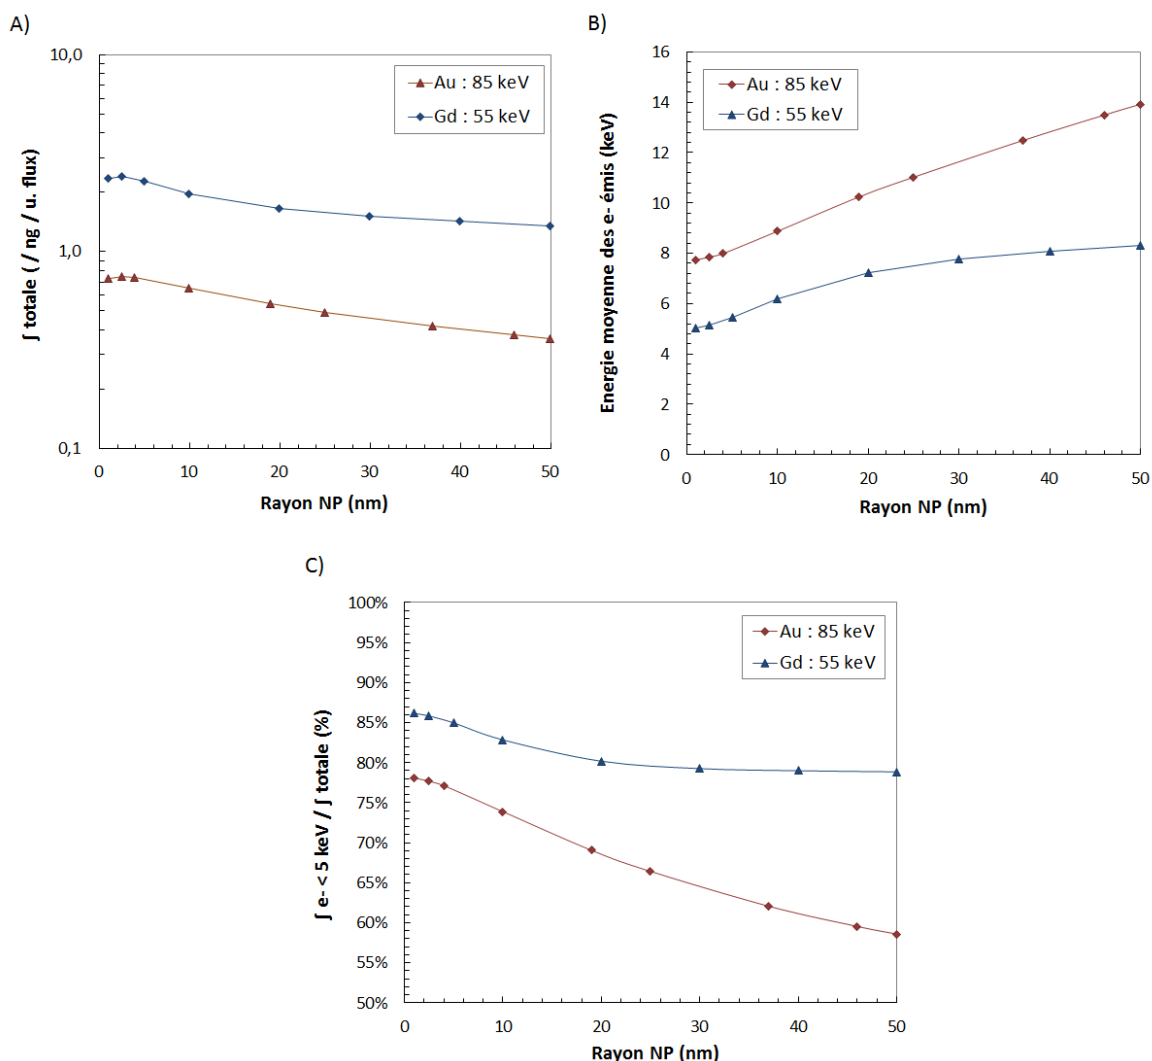 A)
∫ totale ( / ng / u. flux)
10,0
1,0
0,1
Au : 85 keV
Gd : 55 keV
0 10 20 30 40 50
Rayon NP (nm)
B)
Energie moyenne des e- émis (keV)
16
14
12
10
8
6
4
2
0
Au : 85 keV
Gd : 55 keV
0 10 20 30 40 50
Rayon NP (nm)
C)
∫ e- < 5 keV / ∫ totale (%)
100%
95%
90%
85%
80%
75%
70%
65%
60%
55%
50%
Au : 85 keV
Gd : 55 keV
0 10 20 30 40 50
Rayon NP (nm)